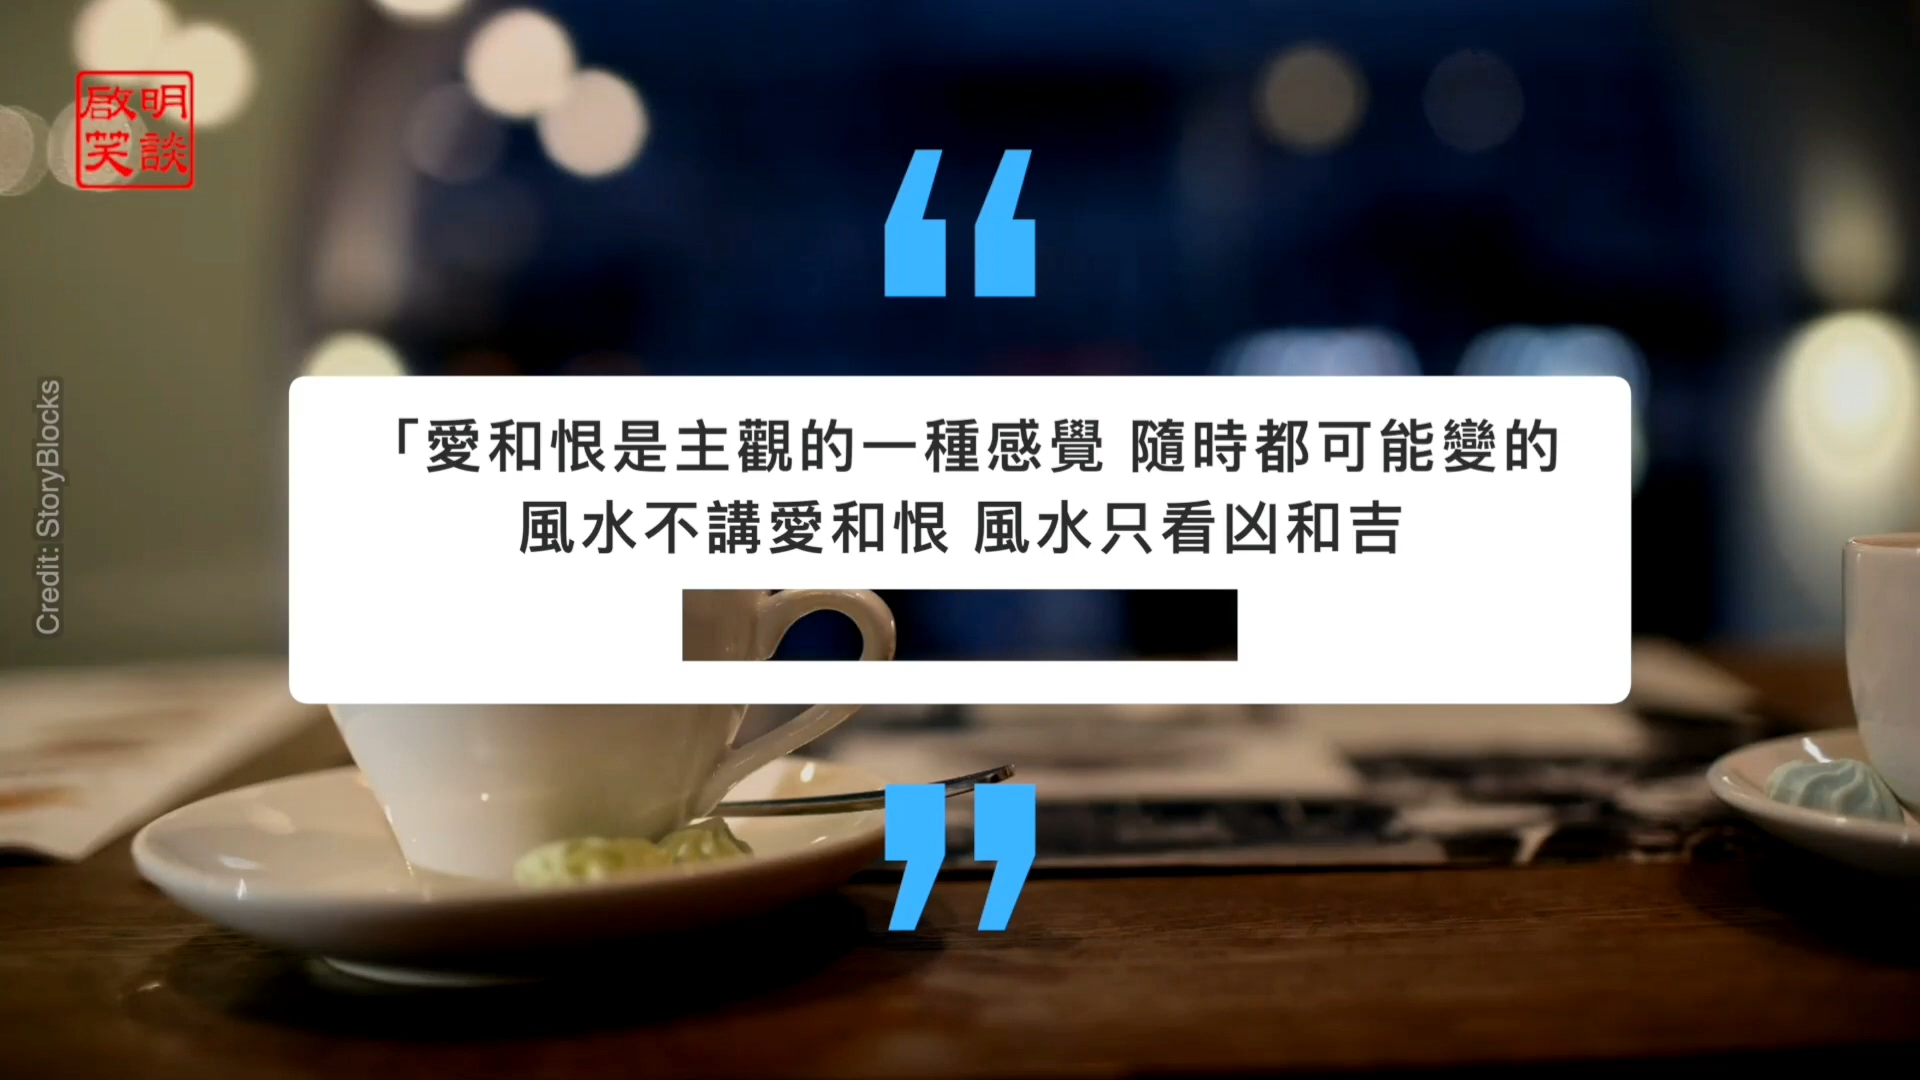 啟明
笑談
Credit: StoryBlocks
「愛和恨是主觀的一種感覺 隨時都可能變的
風水不講愛和恨 風水只看凶和吉